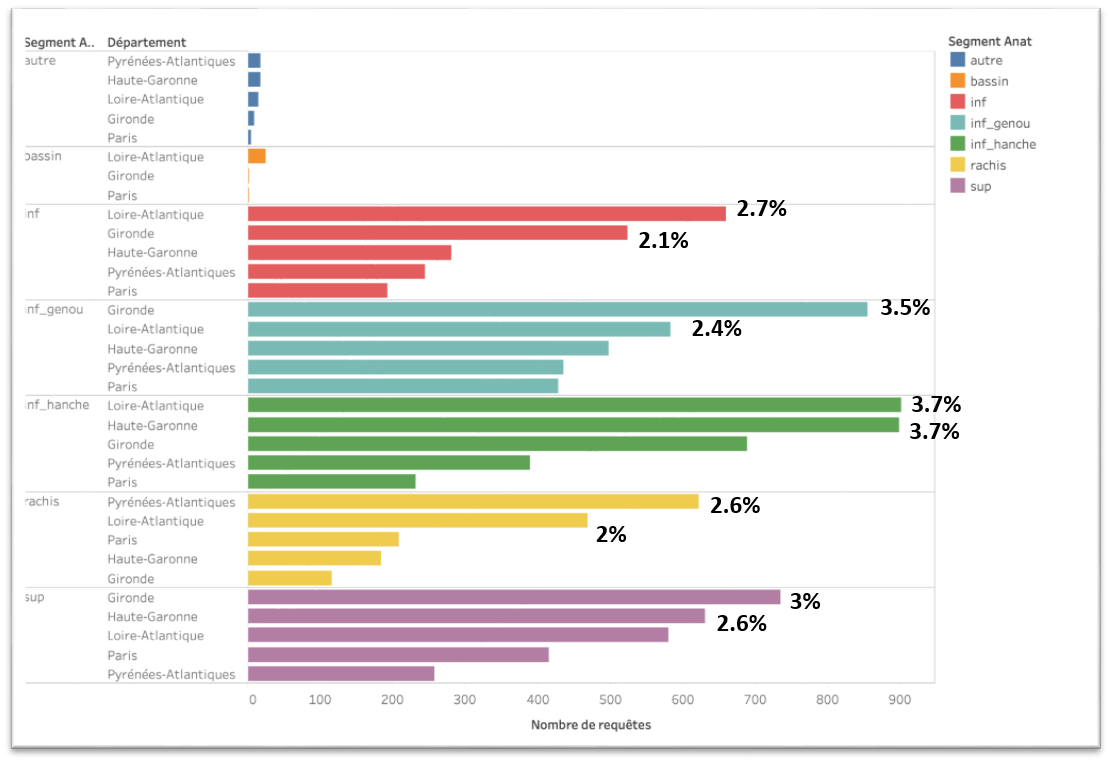 Segment A.. Département
autre Pyrénées-Atlantiques
Haute-Garonne
Loire-Atlantique
Gironde
Paris
bassin Loire-Atlantique
Gironde
Paris
inf Loire-Atlantique 2.7%
Gironde 2.1%
Haute-Garonne
Pyrénées-Atlantiques
Paris
inf_genou Gironde 3.5%
Loire-Atlantique 2.4%
Haute-Garonne
Pyrénées-Atlantiques
Paris
inf_hanche Loire-Atlantique 3.7%
Haute-Garonne 3.7%
Gironde
Pyrénées-Atlantiques
Paris
rachis Pyrénées-Atlantiques 2.6%
Loire-Atlantique 2%
Paris
Haute-Garonne
Gironde
sup Gironde 3%
Haute-Garonne 2.6%
Loire-Atlantique
Paris
Pyrénées-Atlantiques
0 100 200 300 400 500 600 700 800 900
Nombre de requêtes
Segment Anat
autre
bassin
inf
inf_genou
inf_hanche
rachis
sup